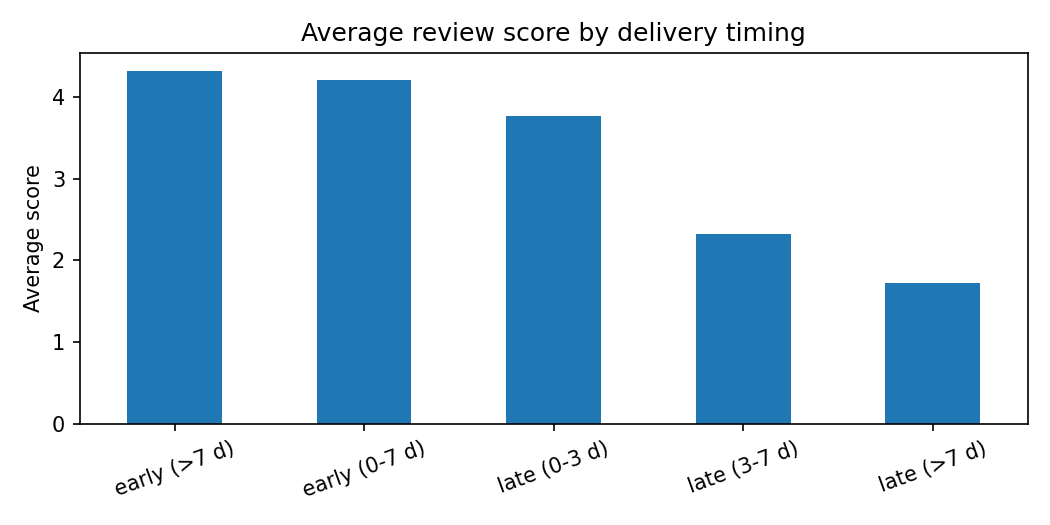 Average review score by delivery timing
Average score
4
3
2
1
0
early (>7 d)
early (0-7 d)
late (0-3 d)
late (3-7 d)
late (>7 d)